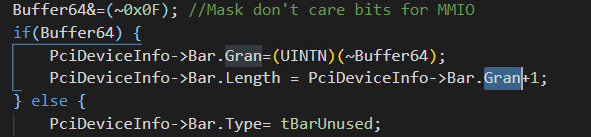 Buffer64&=(~0x0F); //Mask don't care bits for MMIO
if(Buffer64) {
PciDeviceInfo->Bar.Gran=(UINTN)(~Buffer64);
PciDeviceInfo->Bar.Length = PciDeviceInfo->Bar.Gran+1;
} else {
PciDeviceInfo->Bar.Type= tBarUnused;